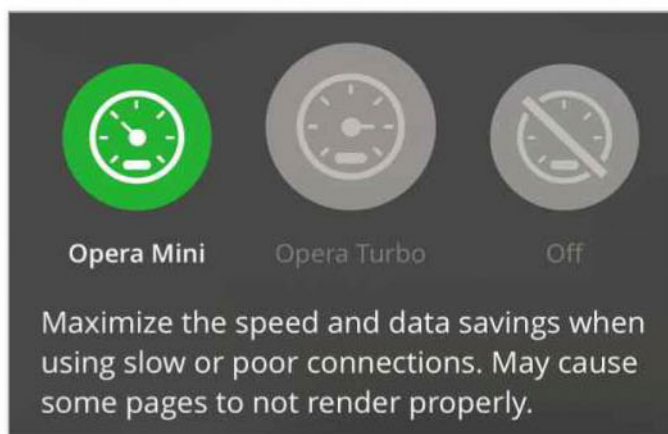 Opera Mini
Opera Turbo
Off
Maximize the speed and data savings when
using slow or poor connections. May cause
some pages to not render properly.